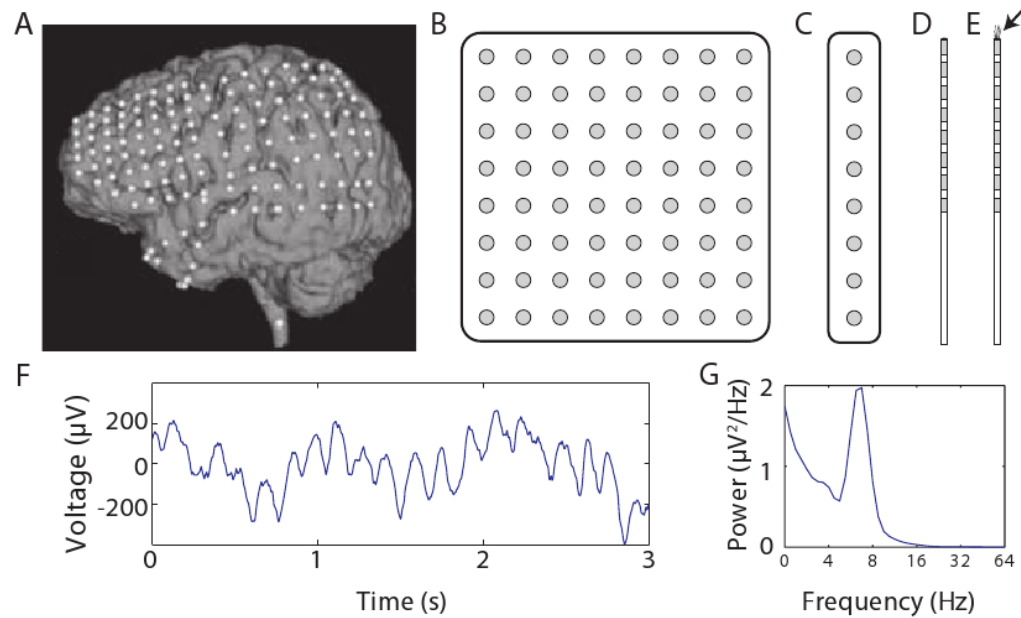 A
B
C
D
E
F
Voltage (µV)
200
0
-200
0
1
2
3
Time (s)
G
Power (µV²/Hz)
2
1
0
0
4
8
16
32
64
Frequency (Hz)